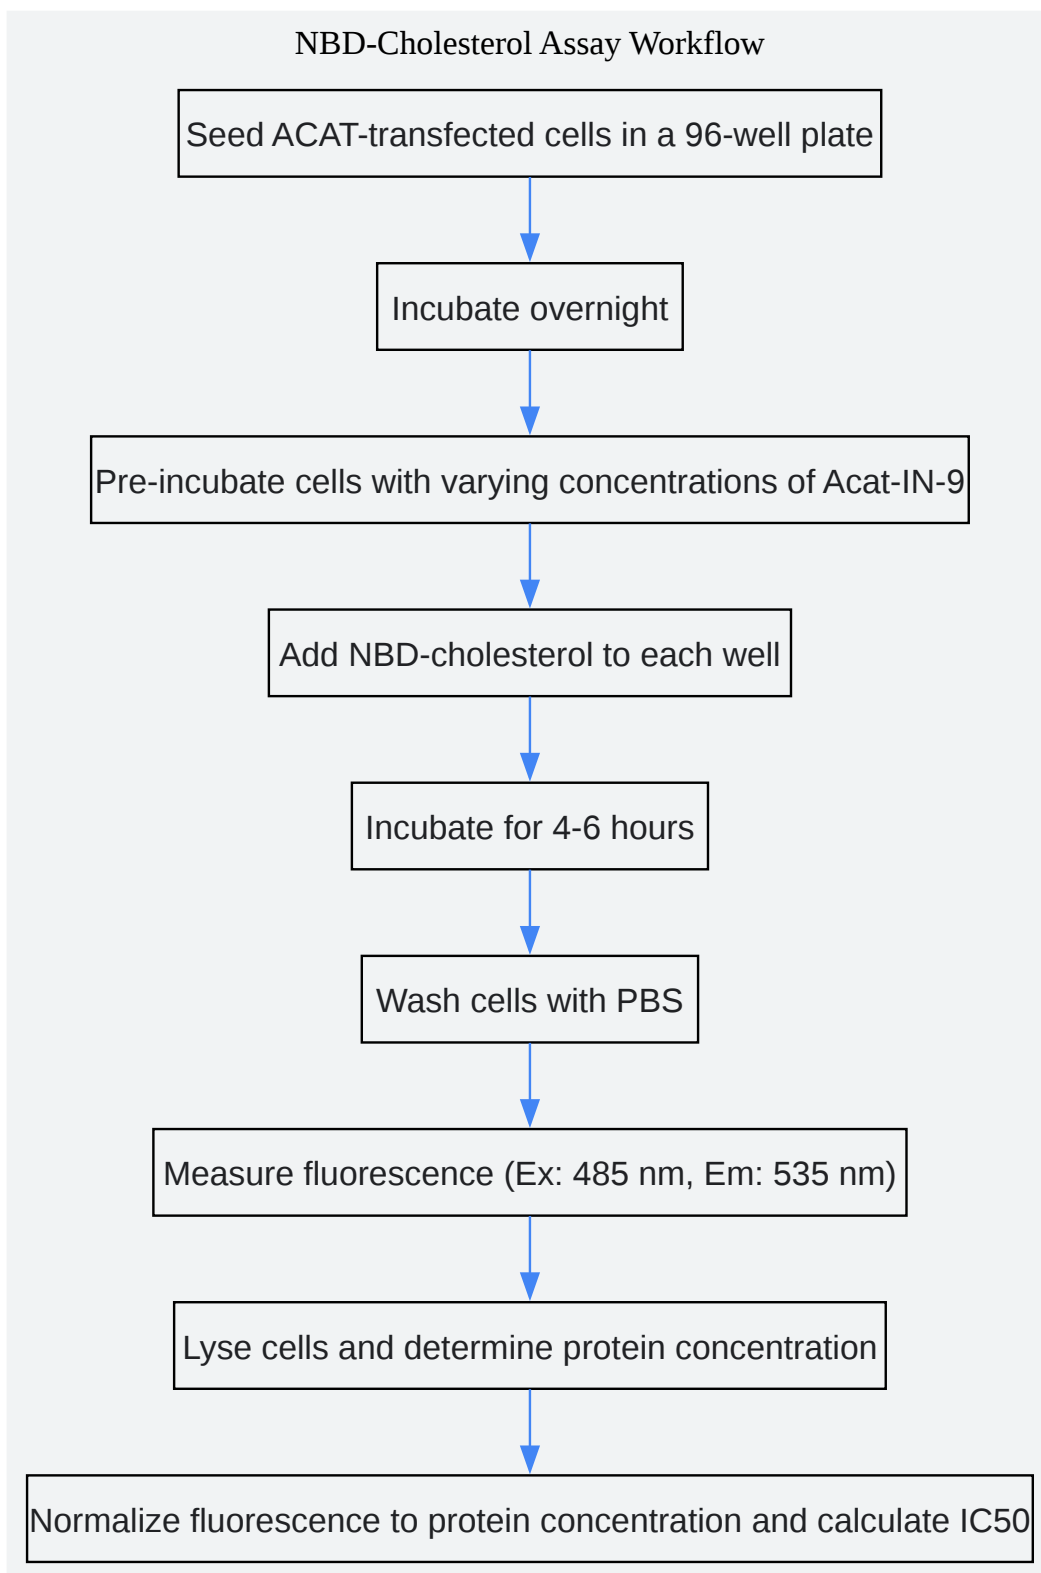 NBD-Cholesterol Assay Workflow
Seed ACAT-transfected cells in a 96-well plate
Incubate overnight
Pre-incubate cells with varying concentrations of Acat-IN-9
Add NBD-cholesterol to each well
Incubate for 4-6 hours
Wash cells with PBS
Measure fluorescence (Ex: 485 nm, Em: 535 nm)
Lyse cells and determine protein concentration
Normalize fluorescence to protein concentration and calculate IC50